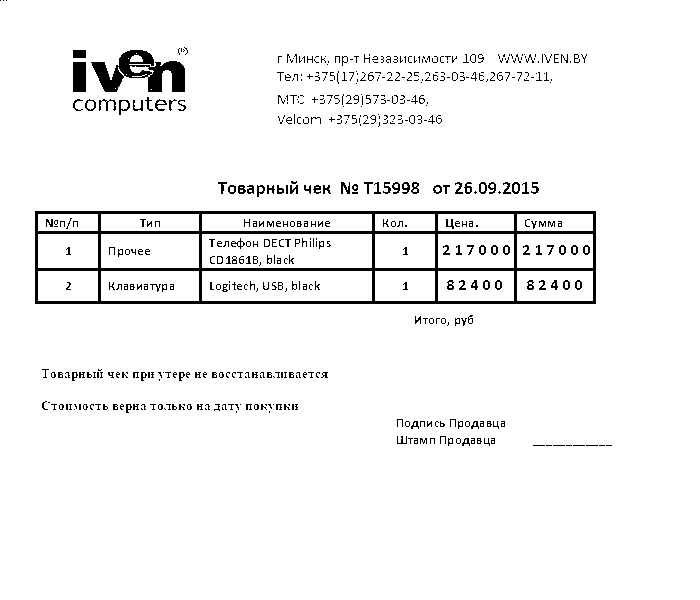 iven (R)
computers
г Минск, пр-т Независимости 109 WWW.IVEN.BY
Тел: +375(17)267-22-25,263-03-46,267-72-11,
МТС +375(29)573-03-46,
Velcom +375(29)323-03-46
Товарный чек № Т15998 от 26.09.2015
№п/п Тип Наименование Кол. Цена. Сумма
1 Прочее Телефон DECT Philips CD1861B, black 1 217000 217000
2 Клавиатура Logitech, USB, black 1 82400 82400
Итого, руб
Товарный чек при утере не восстанавливается
Стоимость верна только на дату покупки
Подпись Продавца
Штамп Продавца ____________